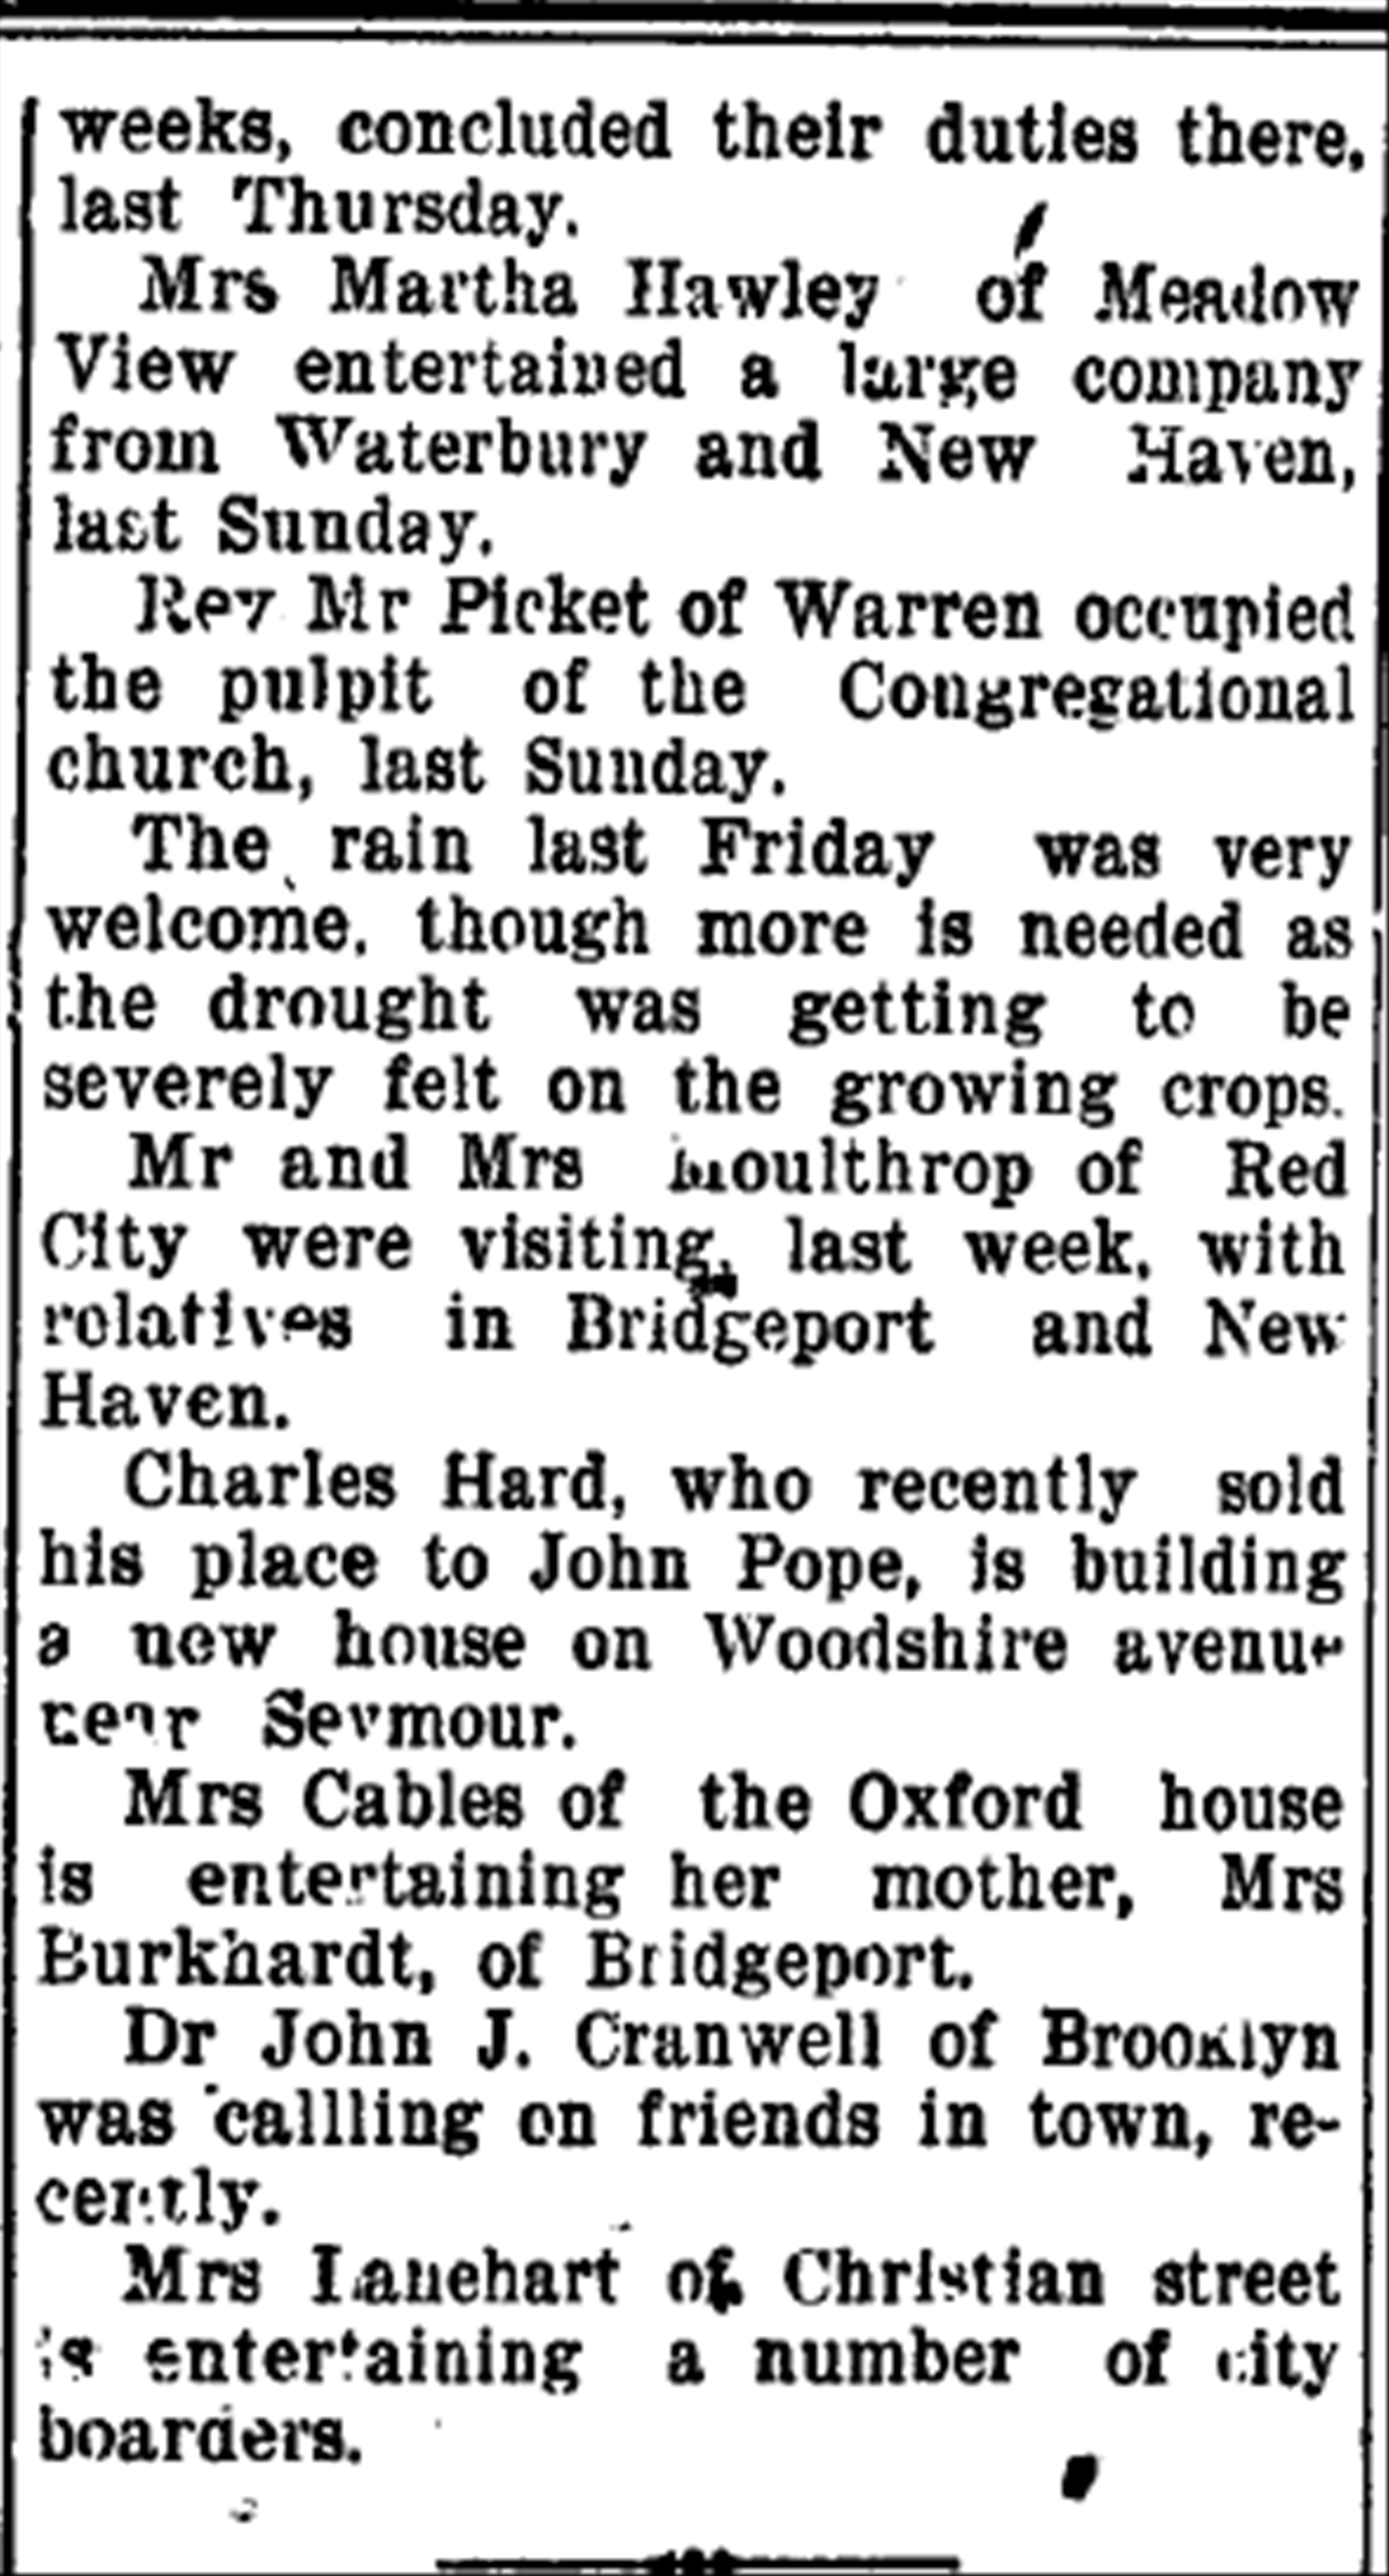 weeks, concluded their duties there,
last Thursday.
Mrs Martha Hawley of Meadow
View entertained a large company
from Waterbury and New Haven,
last Sunday.
Rev Mr Picket of Warren occupied
the pulpit of the Congregational
church, last Sunday.
The rain last Friday was very
welcome, though more is needed as
the drought was getting to be
severely felt on the growing crops.
Mr and Mrs Moulthrop of Red
City were visiting, last week, with
relatives in Bridgeport and New
Haven.
Charles Hard, who recently sold
his place to John Pope, is building
a new house on Woodshire avenue
near Seymour.
Mrs Cables of the Oxford house
is entertaining her mother, Mrs
Burkhardt, of Bridgeport.
Dr John J. Cranwell of Brooklyn
was callling on friends in town, re-
cently.
Mrs Lanehart of Christian street
is entertaining a number of city
boarders.